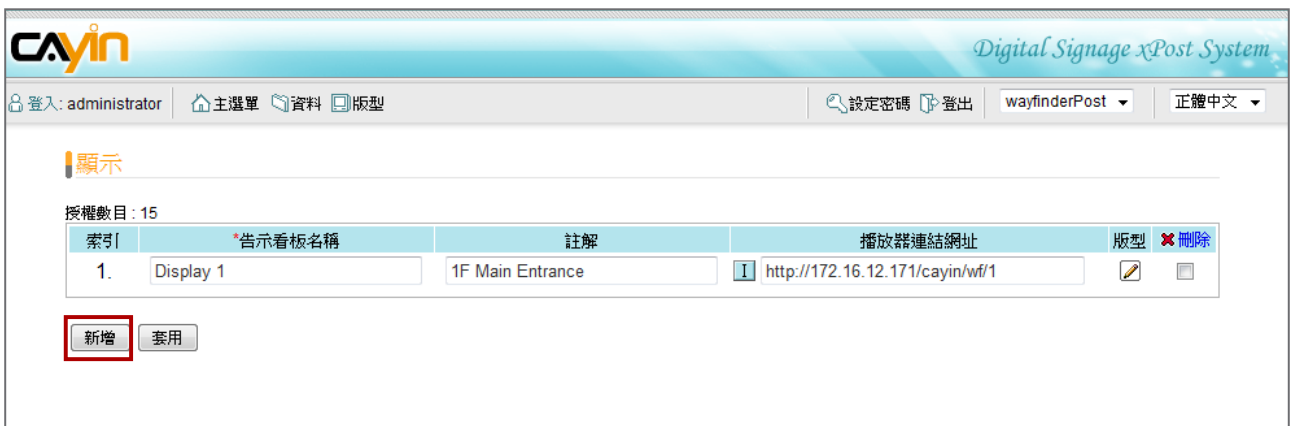 CAYIN
Digital Signage xPost System
登入: administrator 主選單 資料 版型 設定密碼 登出 wayfinderPost 正體中文
顯示
授權數目 : 15
索引 *告示看板名稱 註解 播放器連結網址 版型 刪除
1. Display 1 1F Main Entrance I http://172.16.12.171/cayin/wf/1
新增 套用